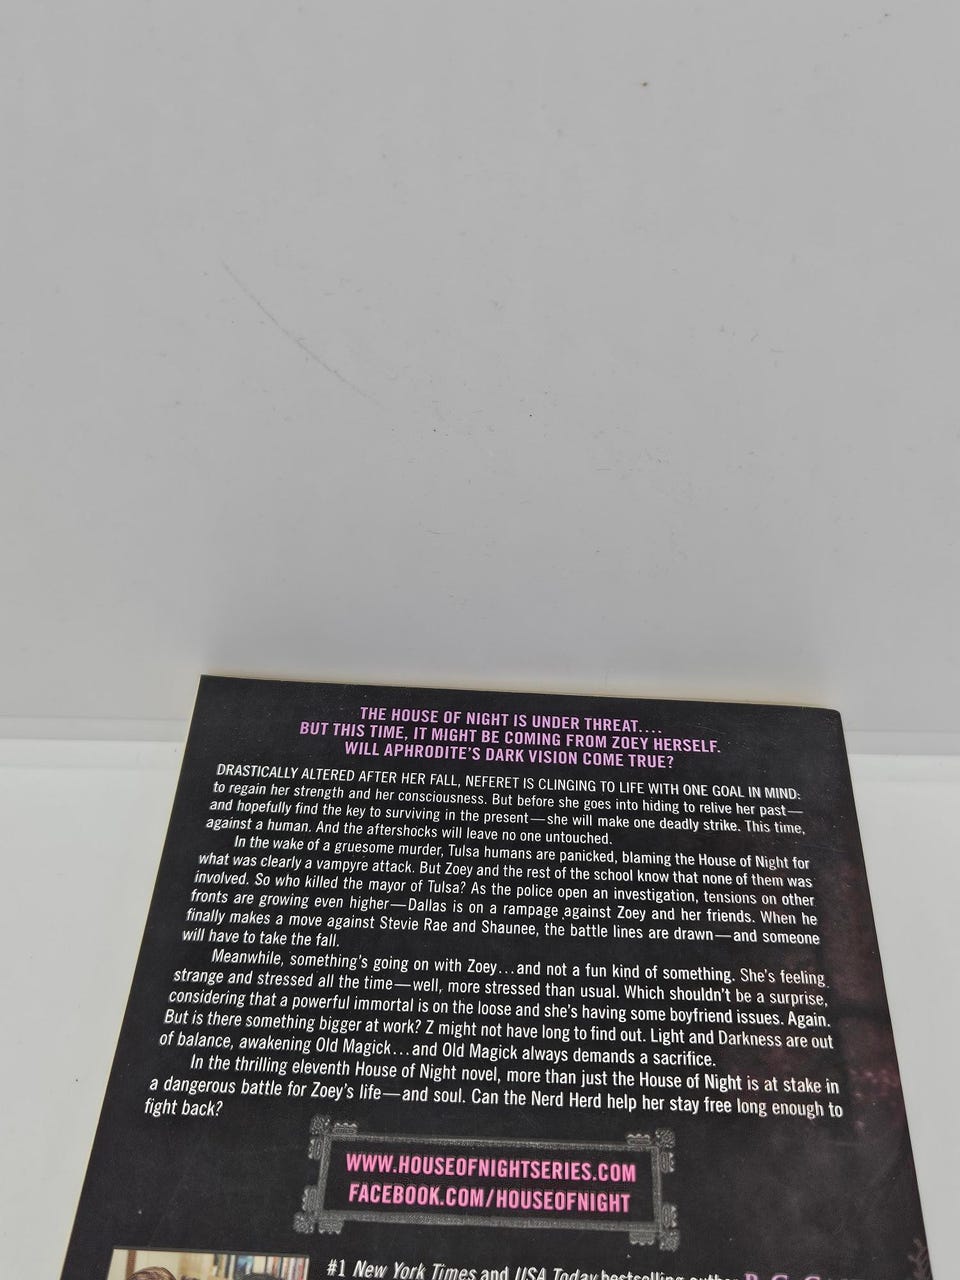 THE HOUSE OF NIGHT IS UNDER THREAT....
BUT THIS TIME, IT MIGHT BE COMING FROM ZOEY HERSELF.
WILL APHRODITE'S DARK VISION COME TRUE?
DRASTICALLY ALTERED AFTER HER FALL, NEFERET IS CLINGING TO LIFE WITH ONE GOAL IN MIND:
to regain her strength and her consciousness. But before she goes into hiding to relive her past—
and hopefully find the key to surviving in the present—she will make one deadly strike. This time,
against a human. And the aftershocks will leave no one untouched.
In the wake of a gruesome murder, Tulsa humans are panicked, blaming the House of Night for
what was clearly a vampyre attack. But Zoey and the rest of the school know that none of them was
involved. So who killed the mayor of Tulsa? As the police open an investigation, tensions on other
fronts are growing even higher—Dallas is on a rampage against Zoey and her friends. When he
finally makes a move against Stevie Rae and Shaunee, the battle lines are drawn—and someone
will have to take the fall.
Meanwhile, something's going on with Zoey...and not a fun kind of something. She's feeling
strange and stressed all the time—well, more stressed than usual. Which shouldn't be a surprise,
considering that a powerful immortal is on the loose and she's having some boyfriend issues. Again.
But is there something bigger at work? Z might not have long to find out. Light and Darkness are out
of balance, awakening Old Magick...and Old Magick always demands a sacrifice.
In the thrilling eleventh House of Night novel, more than just the House of Night is at stake in
a dangerous battle for Zoey's life—and soul. Can the Nerd Herd help her stay free long enough to
fight back?
WWW.HOUSEOFNIGHTSERIES.COM
FACEBOOK.COM/HOUSEOFNIGHT
#1 New York Times and USA Today bestselling